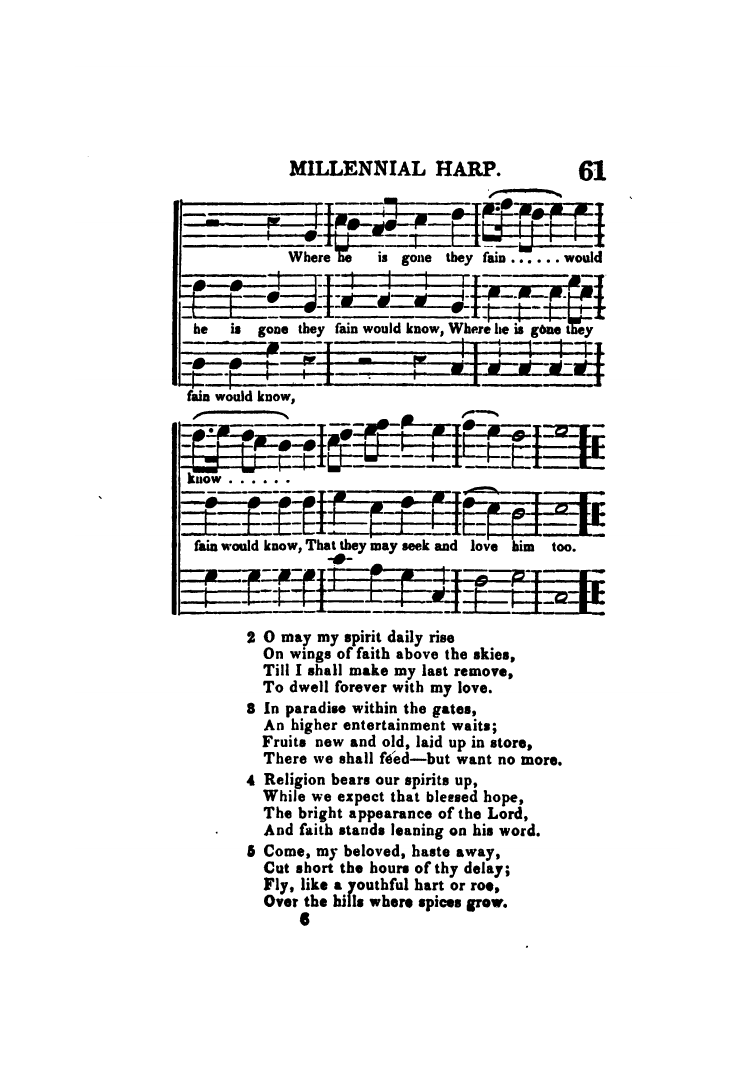 MILLENNIAL HARP. 61
Where he is gone they fain . . . . . . would
he is gone they fain would know, Where he is gone they
fain would know,
know . . . . . .
fain would know, That they may seek and love him too.
2 O may my spirit daily rise
On wings of faith above the skies,
Till I shall make my last remove,
To dwell forever with my love.
3 In paradise within the gates,
An higher entertainment waits;
Fruits new and old, laid up in store,
There we shall feed—but want no more.
4 Religion bears our spirits up,
While we expect that blessed hope,
The bright appearance of the Lord,
And faith stands leaning on his word.
5 Come, my beloved, haste away,
Cut short the hours of thy delay;
Fly, like a youthful hart or roe,
Over the hills where spices grow.
6